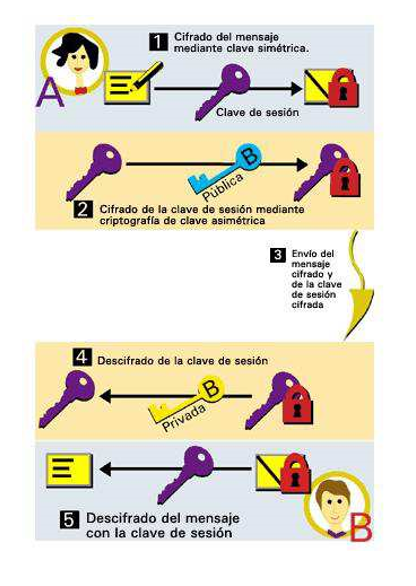 1 Cifrado del mensaje
mediante clave simétrica.
A
Clave de sesión
B
Pública
2 Cifrado de la clave de sesión mediante
criptografía de clave asimétrica
3 Envío del
mensaje
cifrado y
de la clave
de sesión
cifrada
4 Descifrado de la clave de sesión
B
Privada
5 Descifrado del mensaje
con la clave de sesión
B